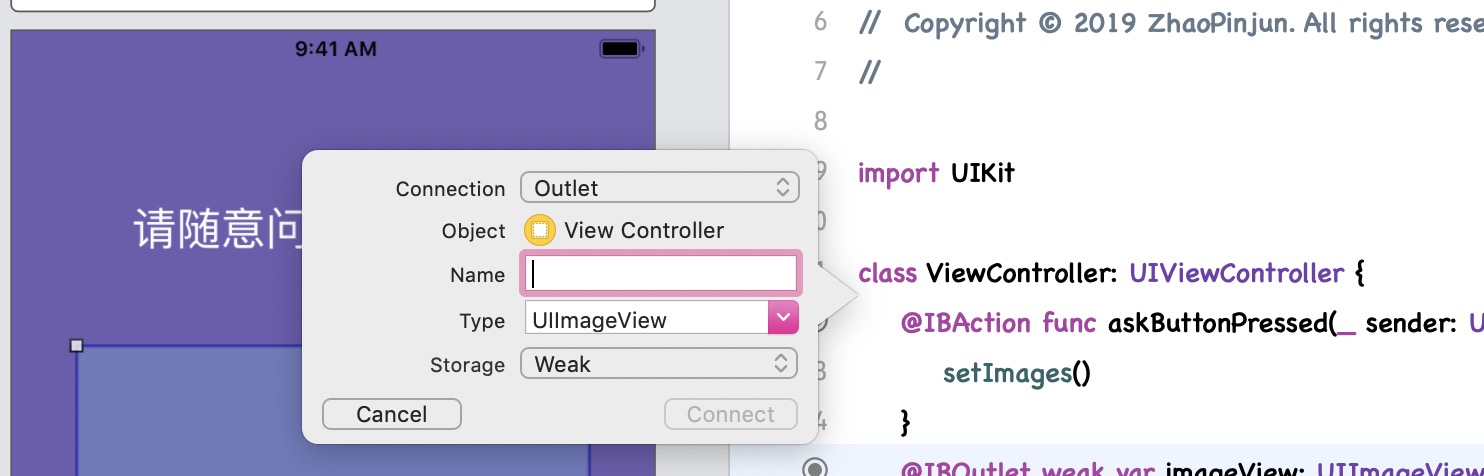 9:41 AM
请随意问
Connection Outlet
Object View Controller
Name
Type UIImageView
Storage Weak
Cancel Connect
6 // Copyright © 2019 ZhaoPinjun. All rights rese
7 //
8
9 import UIKit
0
class ViewController: UIViewController {
@IBAction func askButtonPressed(_ sender: U
3 setImages()
4 }
@IBOutlet weak var imageView: UIImageView